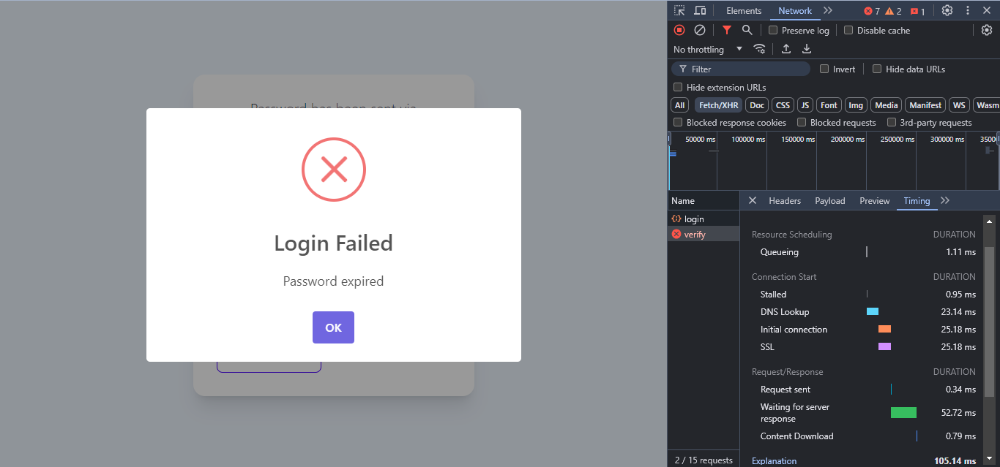 Password has been sent via
Login Failed
Password expired
OK
Elements
Network
7
2
1
Preserve log
Disable cache
No throttling
Filter
Invert
Hide data URLs
Hide extension URLs
All
Fetch/XHR
Doc
CSS
JS
Font
Img
Media
Manifest
WS
Wasm
Blocked response cookies
Blocked requests
3rd-party requests
50000 ms
100000 ms
150000 ms
200000 ms
250000 ms
300000 ms
3500
Name
Headers
Payload
Preview
Timing
login
verify
Resource Scheduling DURATION
Queueing 1.11 ms
Connection Start DURATION
Stalled 0.95 ms
DNS Lookup 23.14 ms
Initial connection 25.18 ms
SSL 25.18 ms
Request/Response DURATION
Request sent 0.34 ms
Waiting for server
response 52.72 ms
Content Download 0.79 ms
Explanation 105.14 ms
2 / 15 requests